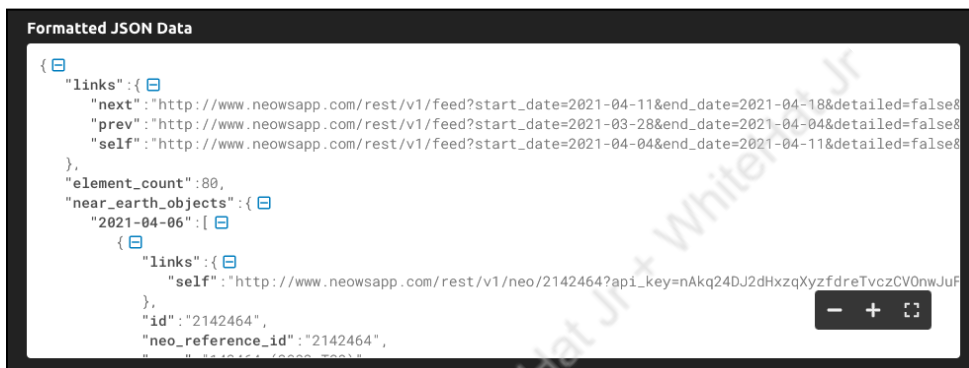 Formatted JSON Data
{
"links":{
"next":"http://www.neowsapp.com/rest/v1/feed?start_date=2021-04-11&end_date=2021-04-18&detailed=false&
"prev":"http://www.neowsapp.com/rest/v1/feed?start_date=2021-03-28&end_date=2021-04-04&detailed=false&
"self":"http://www.neowsapp.com/rest/v1/feed?start_date=2021-04-04&end_date=2021-04-11&detailed=false&
},
"element_count":80,
"near_earth_objects":{
"2021-04-06":[
{
"links":{
"self":"http://www.neowsapp.com/rest/v1/neo/2142464?api_key=nAkq24DJ2dHxzqXyzfdreTvczCVOnwJuF
},
"id":"2142464",
"neo_reference_id":"2142464",
hat Jr + WhiteHat Jr